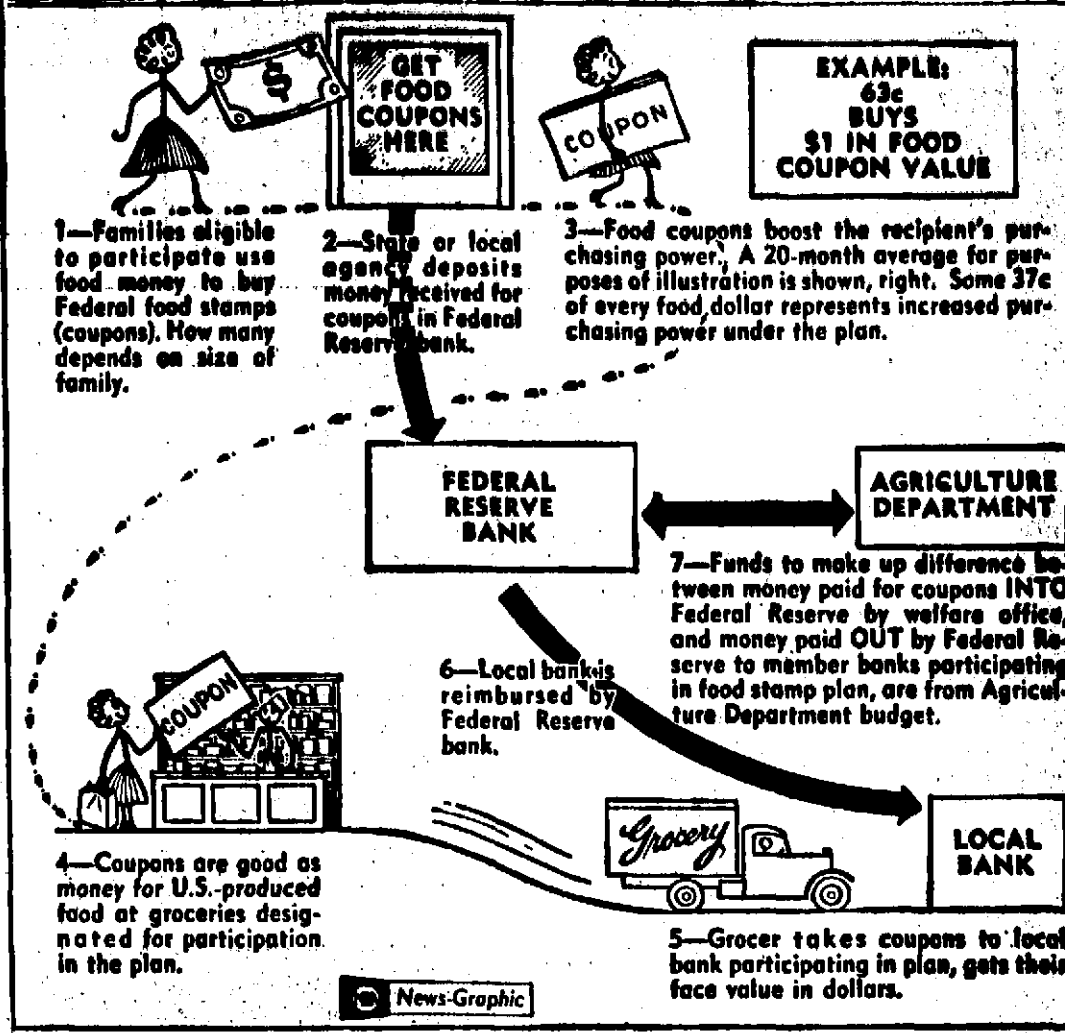 GET
FOOD
COUPONS
HERE
COUPON
EXAMPLE:
63c
BUYS
$1 IN FOOD
COUPON VALUE
1—Families eligible
to participate use
food money to buy
Federal food stamps
(coupons). How many
depends on size of
family.
2—State or local
agency deposits
money received for
coupons in Federal
Reserve bank.
3—Food coupons boost the recipient's pur-
chasing power. A 20-month average for pur-
poses of illustration is shown, right. Some 37c
of every food dollar represents increased pur-
chasing power under the plan.
FEDERAL
RESERVE
BANK
AGRICULTURE
DEPARTMENT
7—Funds to make up difference be-
tween money paid for coupons INTO
Federal Reserve by welfare office,
and money paid OUT by Federal Re-
serve to member banks participating
in food stamp plan, are from Agricul-
ture Department budget.
6—Local bank is
reimbursed by
Federal Reserve
bank.
COUPON
Grocery
LOCAL
BANK
4—Coupons are good as
money for U.S.-produced
food at groceries desig-
nated for participation
in the plan.
5—Grocer takes coupons to local
bank participating in plan, gets their
face value in dollars.
News-Graphic